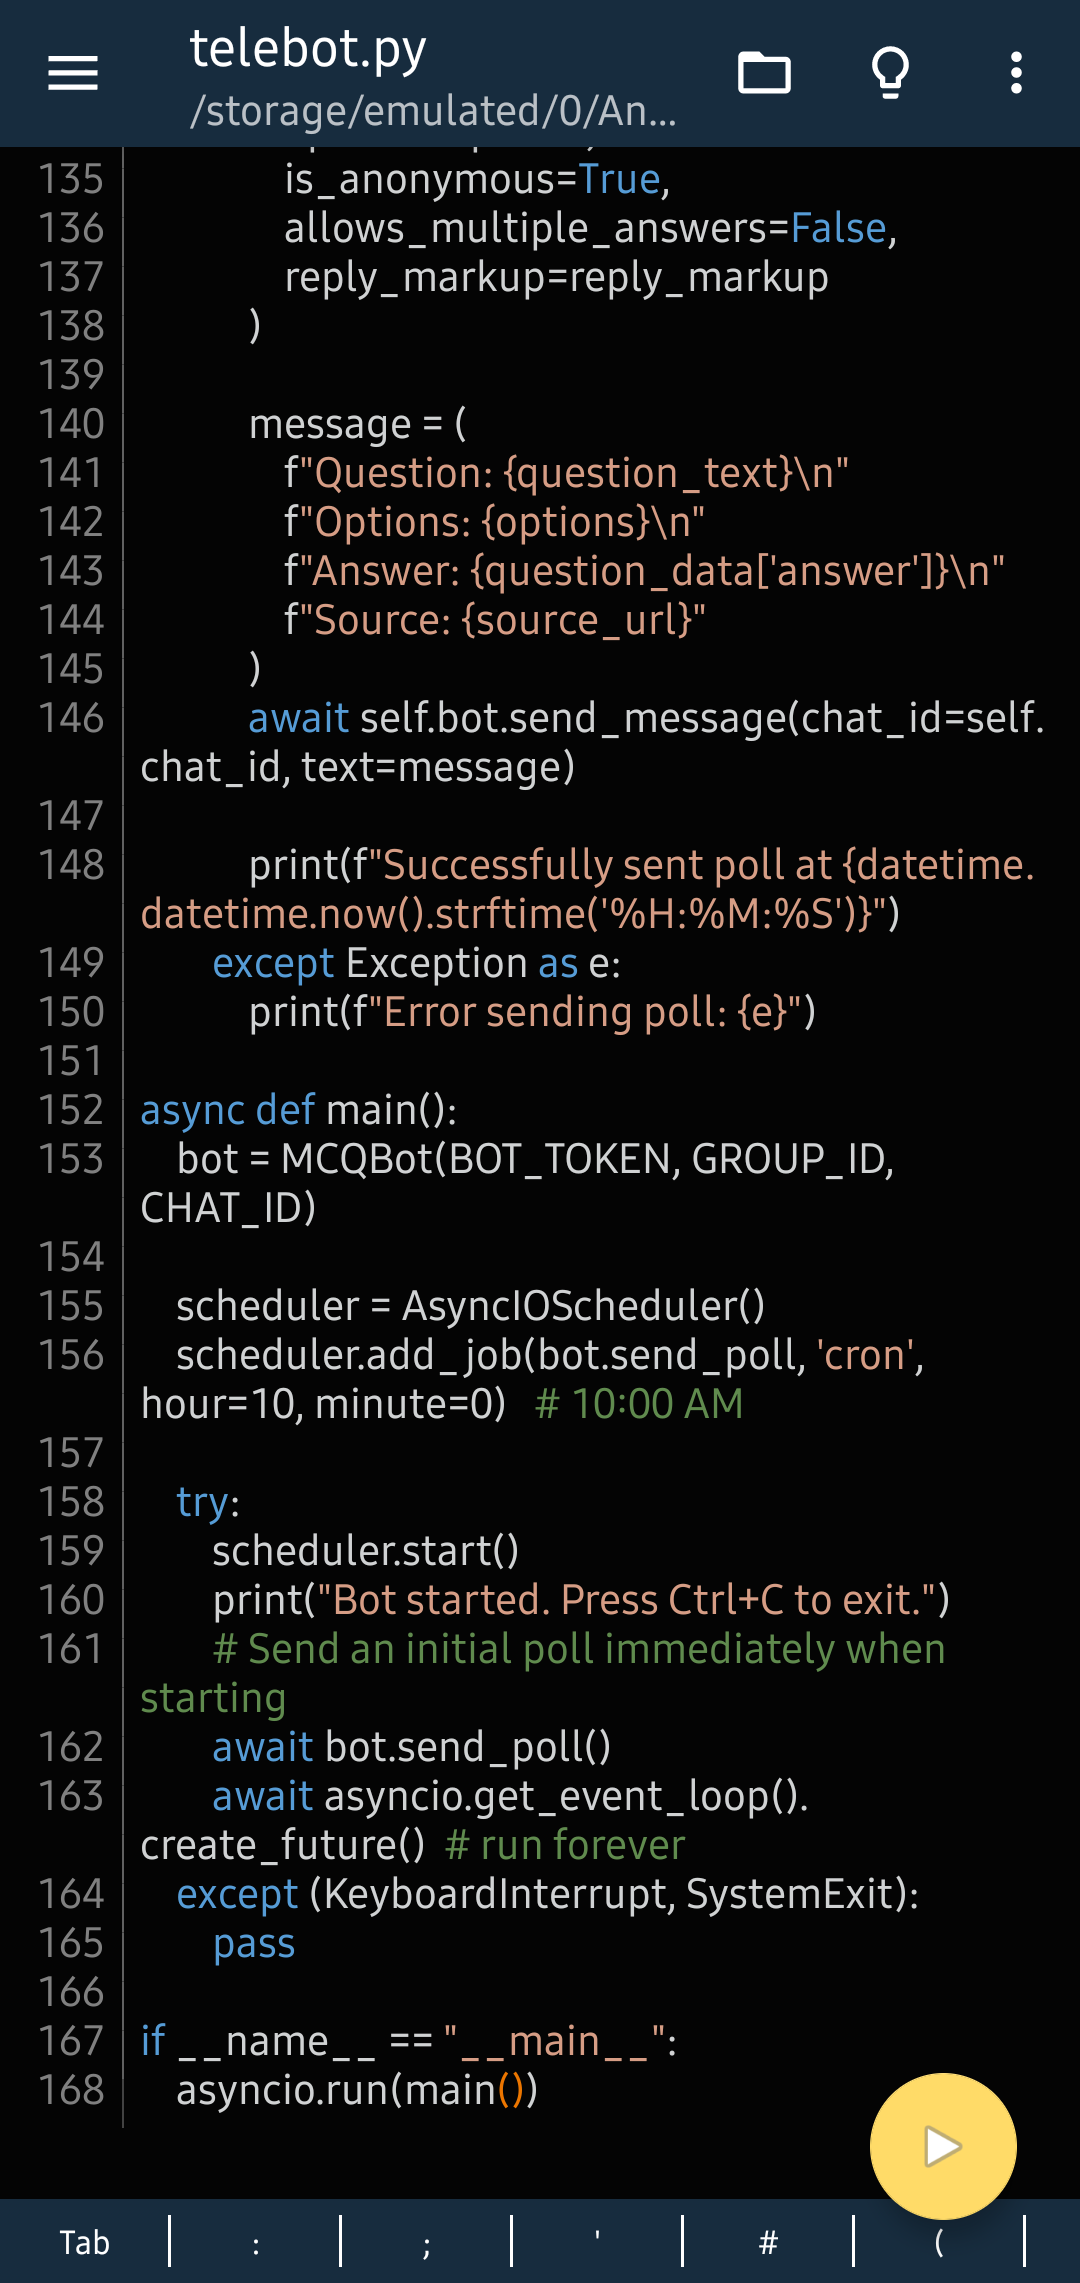 telebot.py
/storage/emulated/0/An...
135 is_anonymous=True,
136 allows_multiple_answers=False,
137 reply_markup=reply_markup
138 )
139
140 message = (
141 f"Question: {question_text}\n"
142 f"Options: {options}\n"
143 f"Answer: {question_data['answer']}\n"
144 f"Source: {source_url}"
145 )
146 await self.bot.send_message(chat_id=self.
chat_id, text=message)
147
148 print(f"Successfully sent poll at {datetime.
datetime.now().strftime('%H:%M:%S')}")
149 except Exception as e:
150 print(f"Error sending poll: {e}")
151
152 async def main():
153 bot = MCQBot(BOT_TOKEN, GROUP_ID,
CHAT_ID)
154
155 scheduler = AsyncIOScheduler()
156 scheduler.add_job(bot.send_poll, 'cron',
hour=10, minute=0) # 10:00 AM
157
158 try:
159 scheduler.start()
160 print("Bot started. Press Ctrl+C to exit.")
161 # Send an initial poll immediately when
starting
162 await bot.send_poll()
163 await asyncio.get_event_loop().
create_future() # run forever
164 except (KeyboardInterrupt, SystemExit):
165 pass
166
167 if __name__ == "__main__":
168 asyncio.run(main())
Tab : ; ' # (